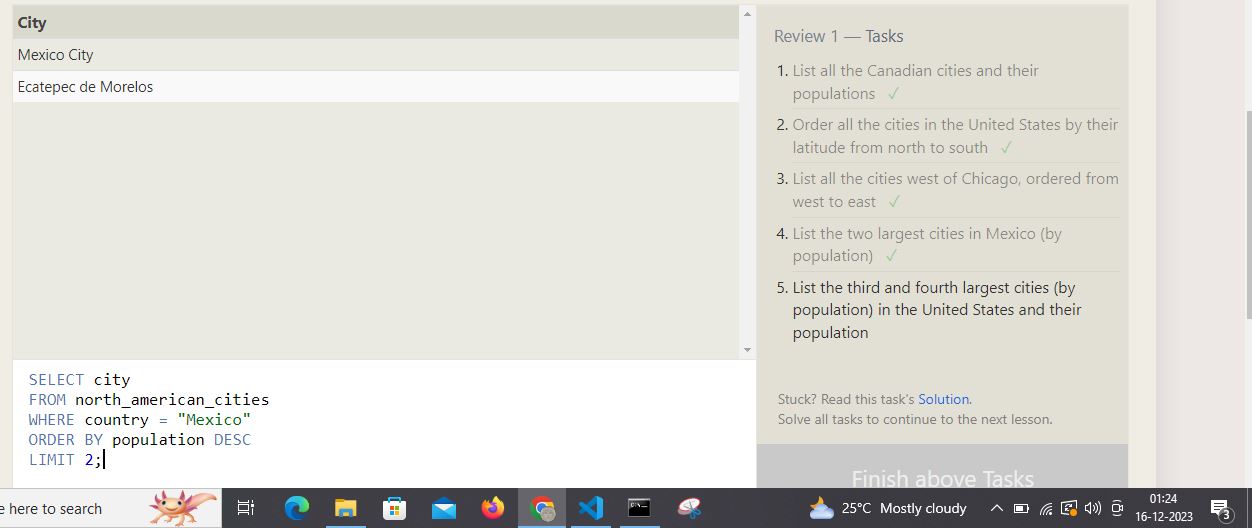 City
Mexico City
Ecatepec de Morelos
Review 1 — Tasks
1. List all the Canadian cities and their
populations ✓
2. Order all the cities in the United States by their
latitude from north to south ✓
3. List all the cities west of Chicago, ordered from
west to east ✓
4. List the two largest cities in Mexico (by
population) ✓
5. List the third and fourth largest cities (by
population) in the United States and their
population
Stuck? Read this task's Solution.
Solve all tasks to continue to the next lesson.
Finish above Tasks
SELECT city
FROM north_american_cities
WHERE country = "Mexico"
ORDER BY population DESC
LIMIT 2;
e here to search
25°C Mostly cloudy
01:24
16-12-2023
3